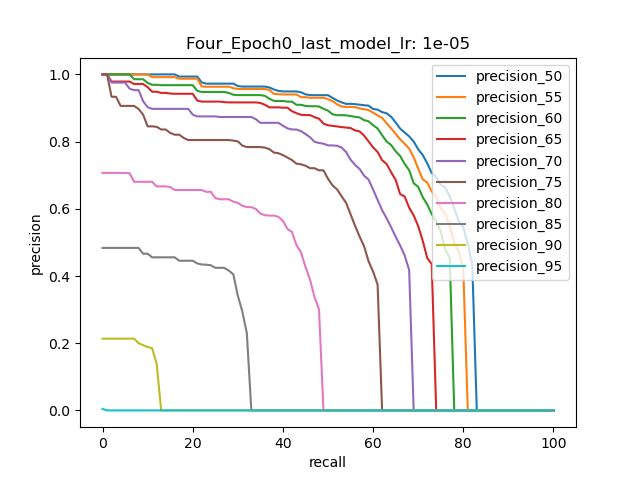 Four_Epoch0_last_model_lr: 1e-05
precision
1.0
0.8
0.6
0.4
0.2
0.0
precision_50
precision_55
precision_60
precision_65
precision_70
precision_75
precision_80
precision_85
precision_90
precision_95
0 20 40 60 80 100
recall